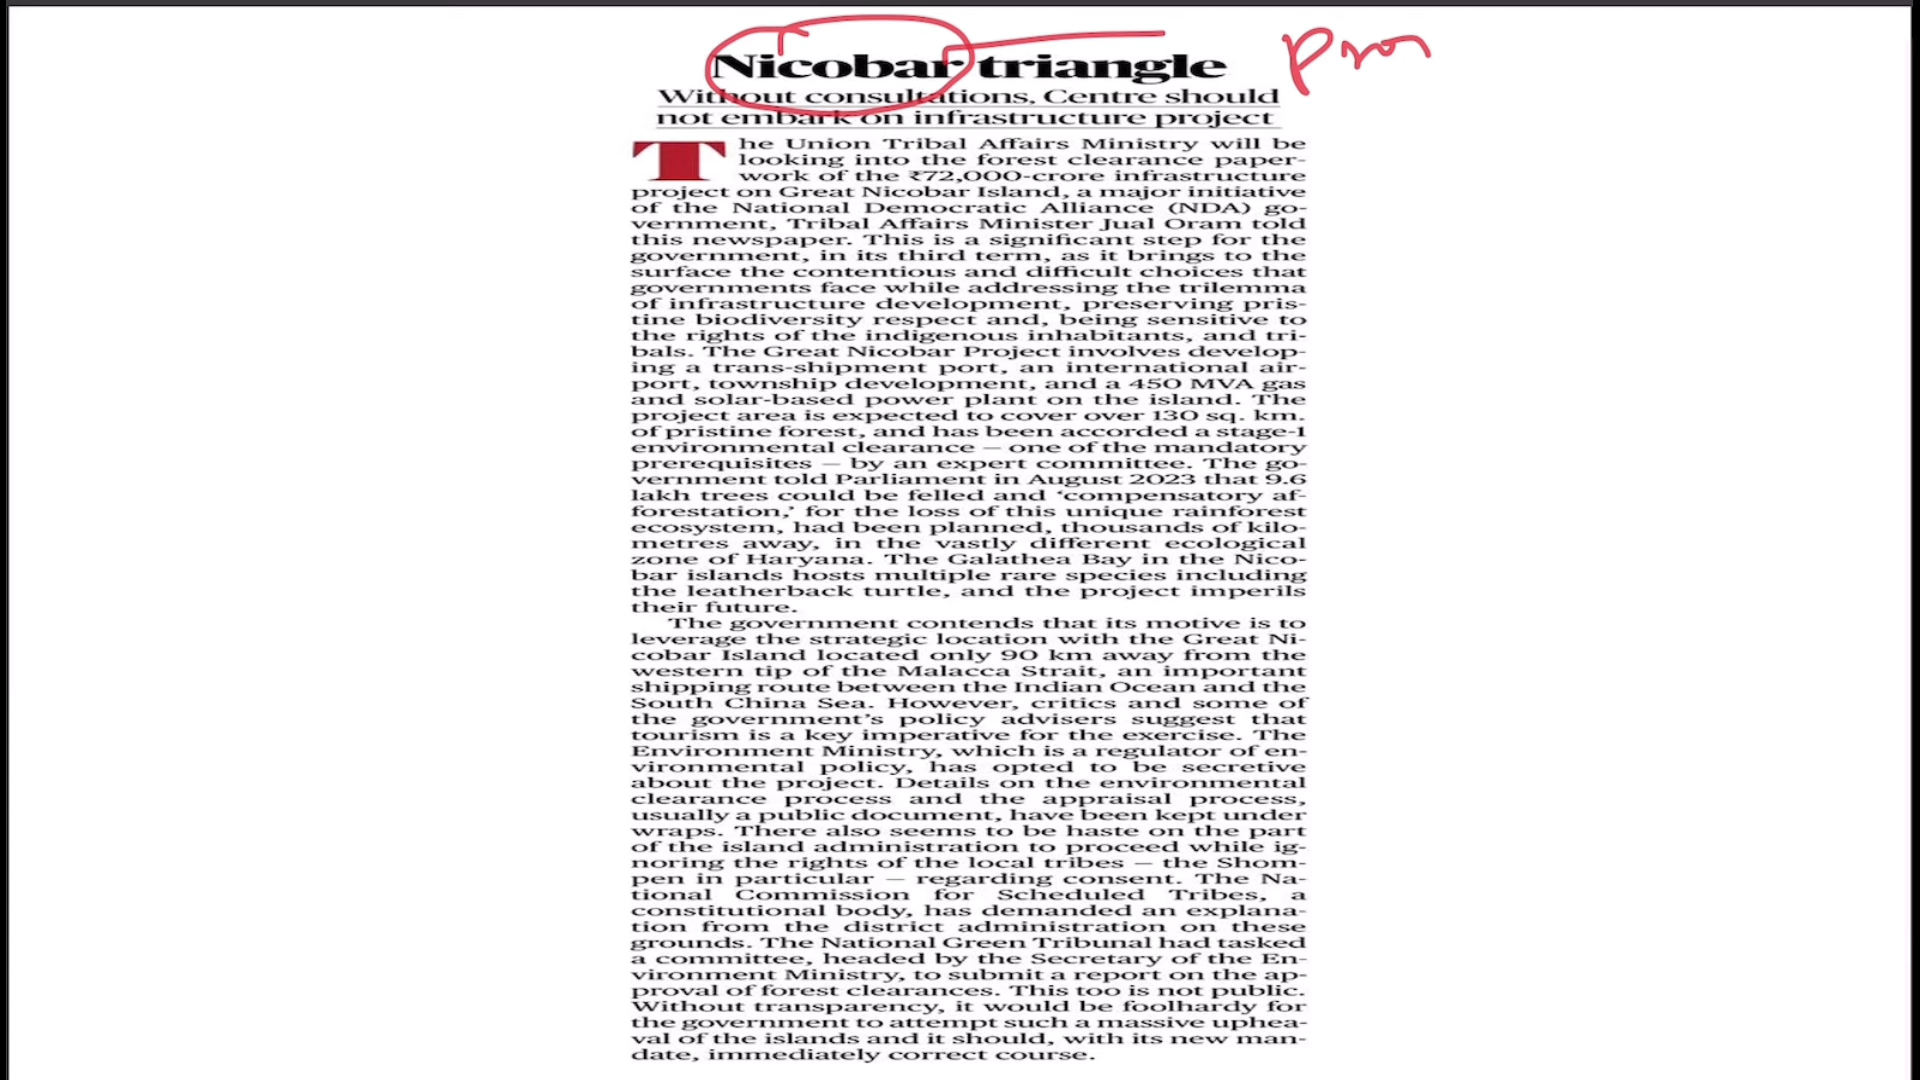 Nicobar triangle
Without consultations, Centre should
not embark on infrastructure project
The Union Tribal Affairs Ministry will be
looking into the forest clearance paper-
work of the ₹72,000-crore infrastructure
project on Great Nicobar Island, a major initiative
of the National Democratic Alliance (NDA) go-
vernment, Tribal Affairs Minister Jual Oram told
this newspaper. This is a significant step for the
government, in its third term, as it brings to the
surface the contentious and difficult choices that
governments face while addressing the trilemma
of infrastructure development, preserving pris-
tine biodiversity respect and, being sensitive to
the rights of the indigenous inhabitants, and tri-
bals. The Great Nicobar Project involves develop-
ing a trans-shipment port, an international air-
port, township development, and a 450 MVA gas
and solar-based power plant on the island. The
project area is expected to cover over 130 sq. km.
of pristine forest, and has been accorded a stage-1
environmental clearance — one of the mandatory
prerequisites — by an expert committee. The go-
vernment told Parliament in August 2023 that 9.6
lakh trees could be felled and ‘compensatory af-
forestation,’ for the loss of this unique rainforest
ecosystem, had been planned, thousands of kilo-
metres away, in the vastly different ecological
zone of Haryana. The Galathea Bay in the Nico-
bar islands hosts multiple rare species including
the leatherback turtle, and the project imperils
their future.
The government contends that its motive is to
leverage the strategic location with the Great Ni-
cobar Island located only 90 km away from the
western tip of the Malacca Strait, an important
shipping route between the Indian Ocean and the
South China Sea. However, critics and some of
the government’s policy advisers suggest that
tourism is a key imperative for the exercise. The
Environment Ministry, which is a regulator of en-
vironmental policy, has opted to be secretive
about the project. Details on the environmental
clearance process and the appraisal process,
usually a public document, have been kept under
wraps. There also seems to be haste on the part
of the island administration to proceed while ig-
noring the rights of the local tribes — the Shom-
pen in particular — regarding consent. The Na-
tional Commission for Scheduled Tribes, a
constitutional body, has demanded an explana-
tion from the district administration on these
grounds. The National Green Tribunal had tasked
a committee, headed by the Secretary of the En-
vironment Ministry, to submit a report on the ap-
proval of forest clearances. This too is not public.
Without transparency, it would be foolhardy for
the government to attempt such a massive uphea-
val of the islands and it should, with its new man-
date, immediately correct course.